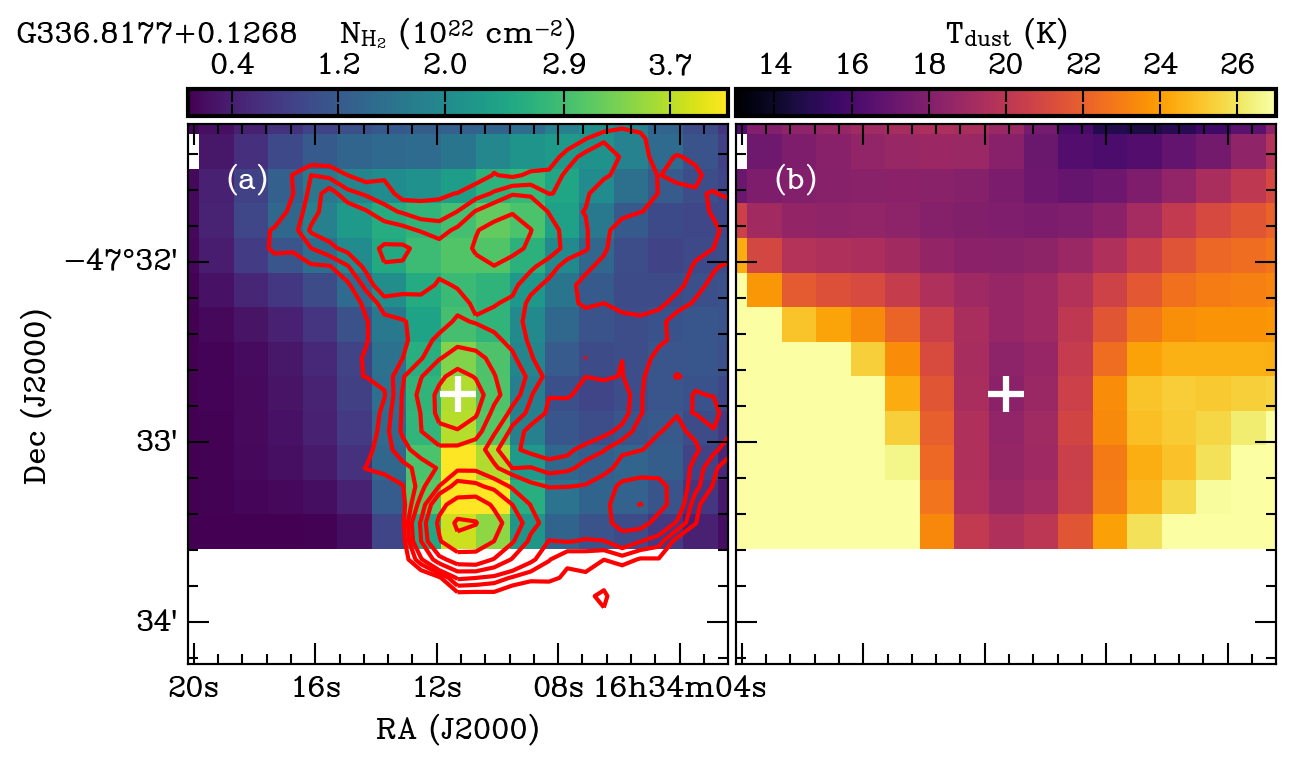 G336.8177+0.1268 N_H₂ (10²² cm⁻²) T_dust (K)
0.4 1.2 2.0 2.9 3.7 14 16 18 20 22 24 26
(a) (b)
−47°32'
33'
34'
Dec (J2000)
20s 16s 12s 08s 16h34m04s
RA (J2000)